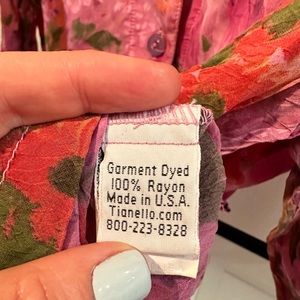 Garment Dyed
100% Rayon
Made in U.S.A.
Tianello.com
800-223-8328